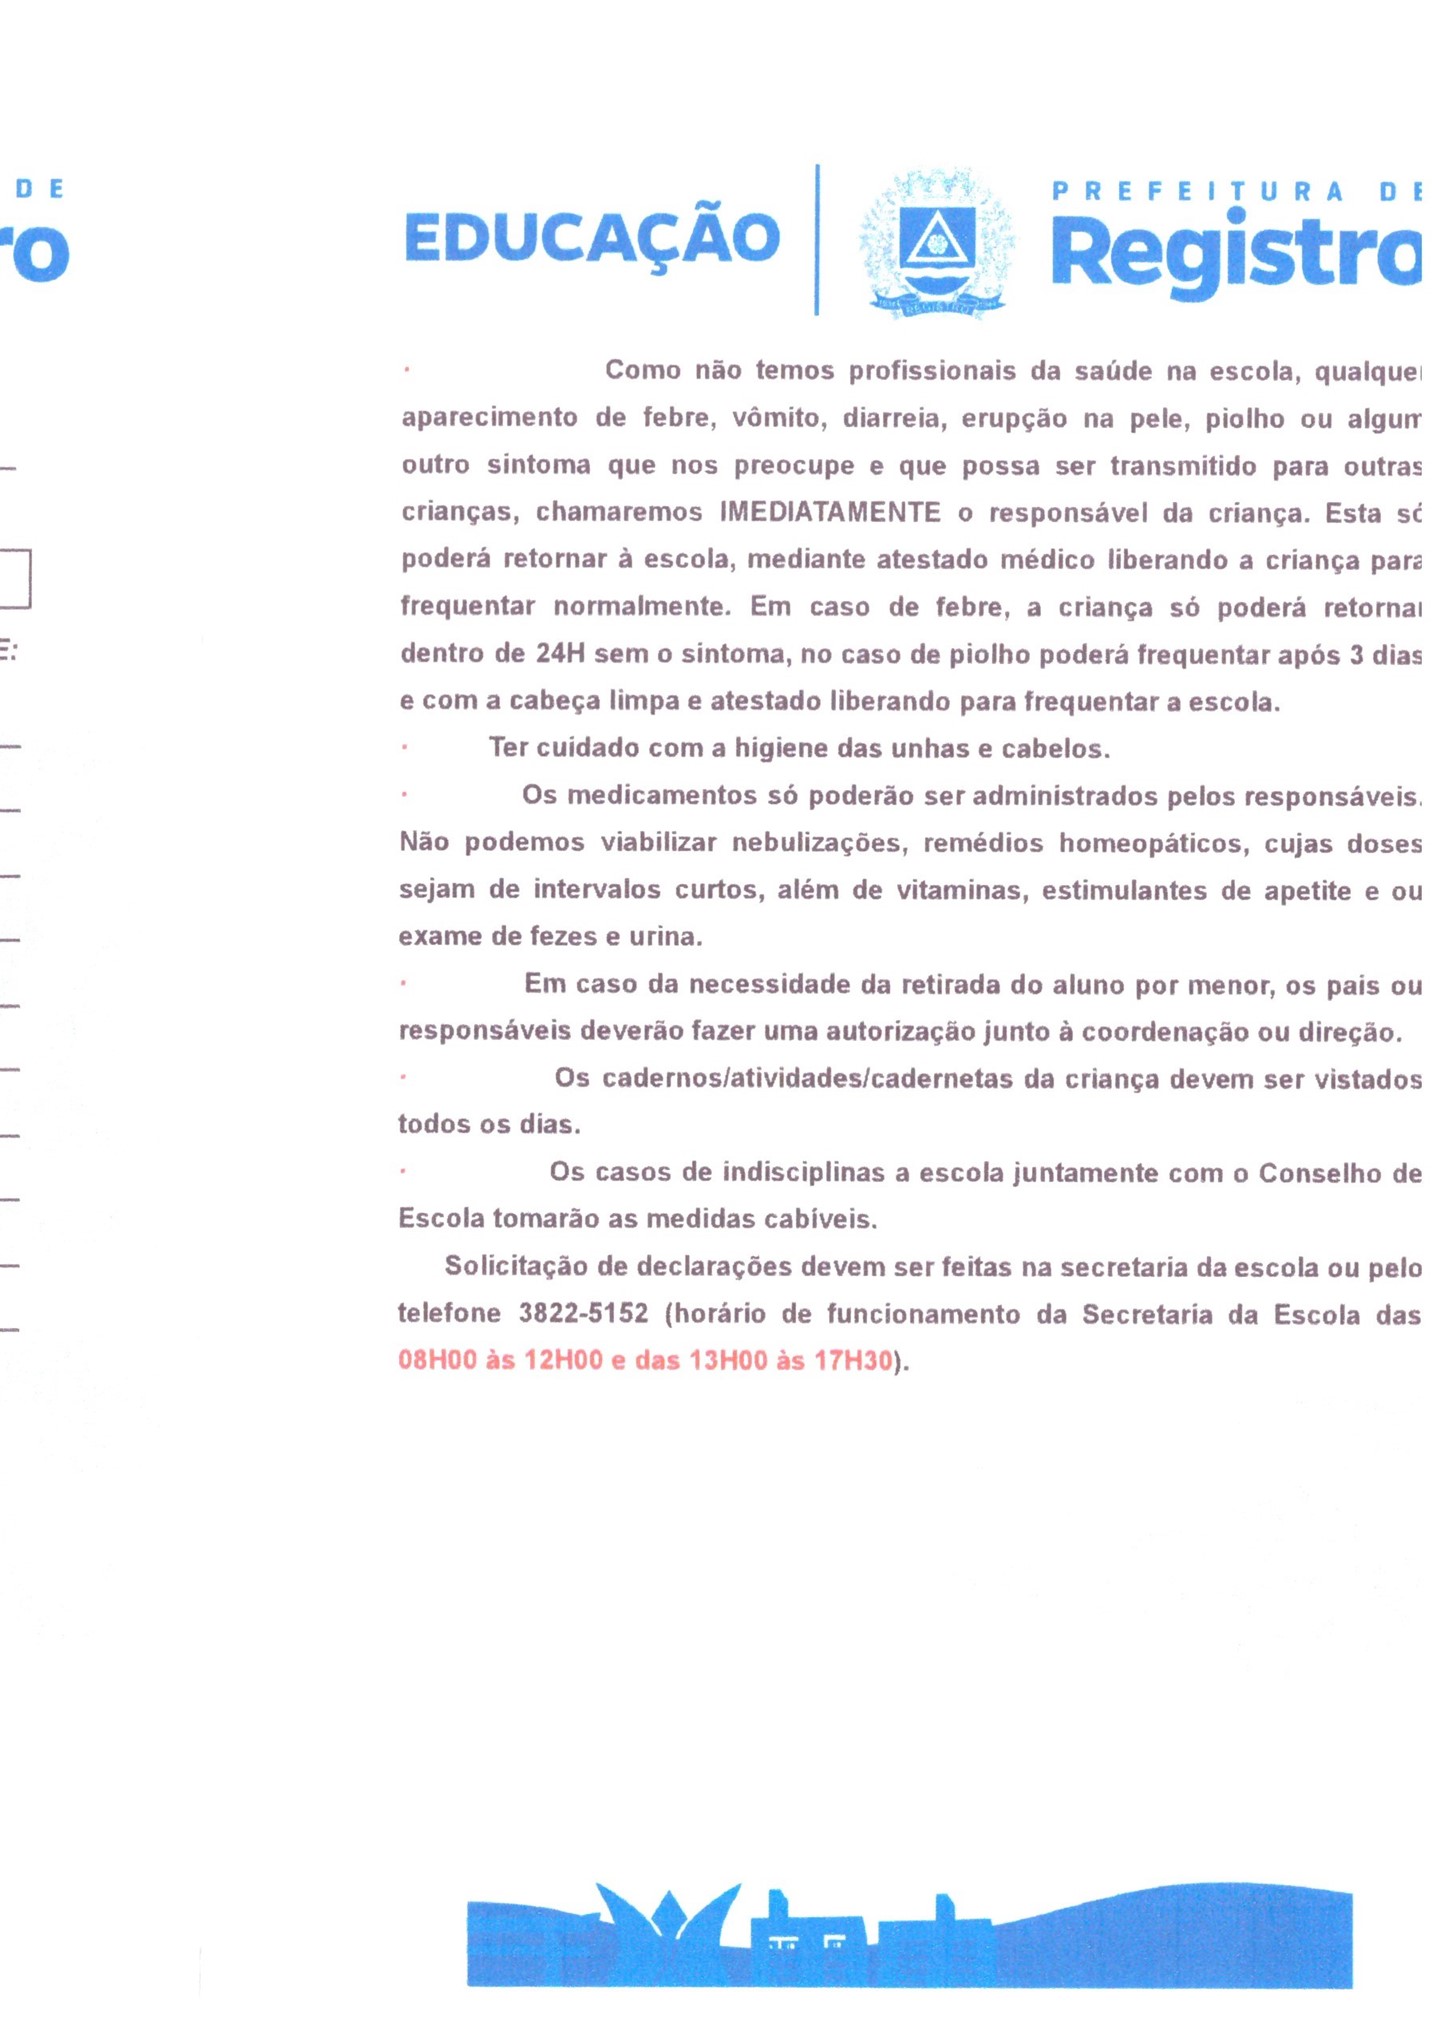 DE
ro
E:
EDUCAÇÃO
PREFEITURA DE
Registro
REGISTRO
· Como não temos profissionais da saúde na escola, qualquer
aparecimento de febre, vômito, diarreia, erupção na pele, piolho ou algum
outro sintoma que nos preocupe e que possa ser transmitido para outras
crianças, chamaremos IMEDIATAMENTE o responsável da criança. Esta só
poderá retornar à escola, mediante atestado médico liberando a criança para
frequentar normalmente. Em caso de febre, a criança só poderá retornar
dentro de 24H sem o sintoma, no caso de piolho poderá frequentar após 3 dias
e com a cabeça limpa e atestado liberando para frequentar a escola.
· Ter cuidado com a higiene das unhas e cabelos.
· Os medicamentos só poderão ser administrados pelos responsáveis.
Não podemos viabilizar nebulizações, remédios homeopáticos, cujas doses
sejam de intervalos curtos, além de vitaminas, estimulantes de apetite e ou
exame de fezes e urina.
· Em caso da necessidade da retirada do aluno por menor, os pais ou
responsáveis deverão fazer uma autorização junto à coordenação ou direção.
· Os cadernos/atividades/cadernetas da criança devem ser vistados
todos os dias.
· Os casos de indisciplinas a escola juntamente com o Conselho de
Escola tomarão as medidas cabíveis.
Solicitação de declarações devem ser feitas na secretaria da escola ou pelo
telefone 3822-5152 (horário de funcionamento da Secretaria da Escola das
08H00 às 12H00 e das 13H00 às 17H30).